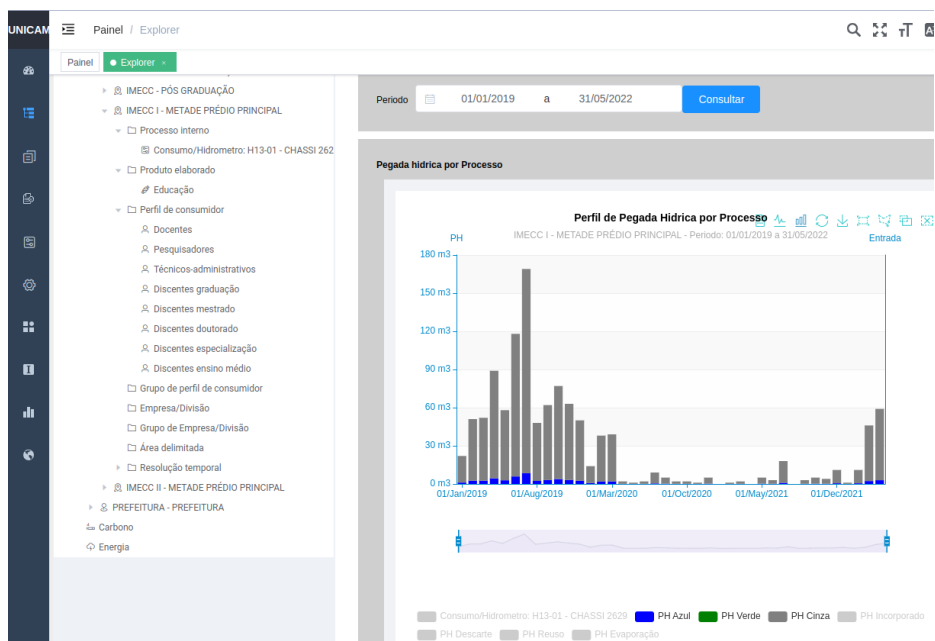 UNICAM
Painel / Explorer
Painel
Explorer ×
IMECC - PÓS GRADUAÇÃO
IMECC I - METADE PRÉDIO PRINCIPAL
Processo interno
Consumo/Hidrometro: H13-01 - CHASSI 262
Produto elaborado
Educação
Perfil de consumidor
Docentes
Pesquisadores
Técnicos-administrativos
Discentes graduação
Discentes mestrado
Discentes doutorado
Discentes especialização
Discentes ensino médio
Grupo de perfil de consumidor
Empresa/Divisão
Grupo de Empresa/Divisão
Área delimitada
Resolução temporal
IMECC II - METADE PRÉDIO PRINCIPAL
PREFEITURA - PREFEITURA
Carbono
Energia
Periodo 01/01/2019 a 31/05/2022 Consultar
Pegada hidrica por Processo
Perfil de Pegada Hidrica por Processo
IMECC I - METADE PRÉDIO PRINCIPAL - Periodo: 01/01/2019 a 31/05/2022
PH Entrada
180 m3
150 m3
120 m3
90 m3
60 m3
30 m3
0 m3
01/Jan/2019 01/Aug/2019 01/Mar/2020 01/Oct/2020 01/May/2021 01/Dec/2021
Consumo/Hidrometro: H13-01 - CHASSI 2629 PH Azul PH Verde PH Cinza PH Incorporado
PH Descarte PH Reuso PH Evaporação